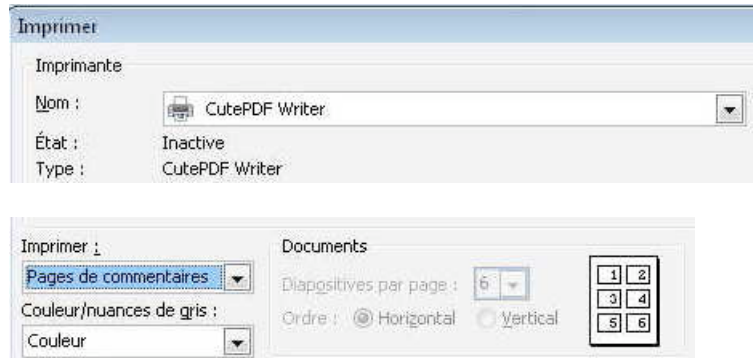 Imprimer
Imprimante
Nom : CutePDF Writer
État : Inactive
Type : CutePDF Writer
Imprimer : Documents
Pages de commentaires Diapositives par page : 6
Couleur/nuances de gris : Ordre : Horizontal Vertical
Couleur
1 2
3 4
5 6